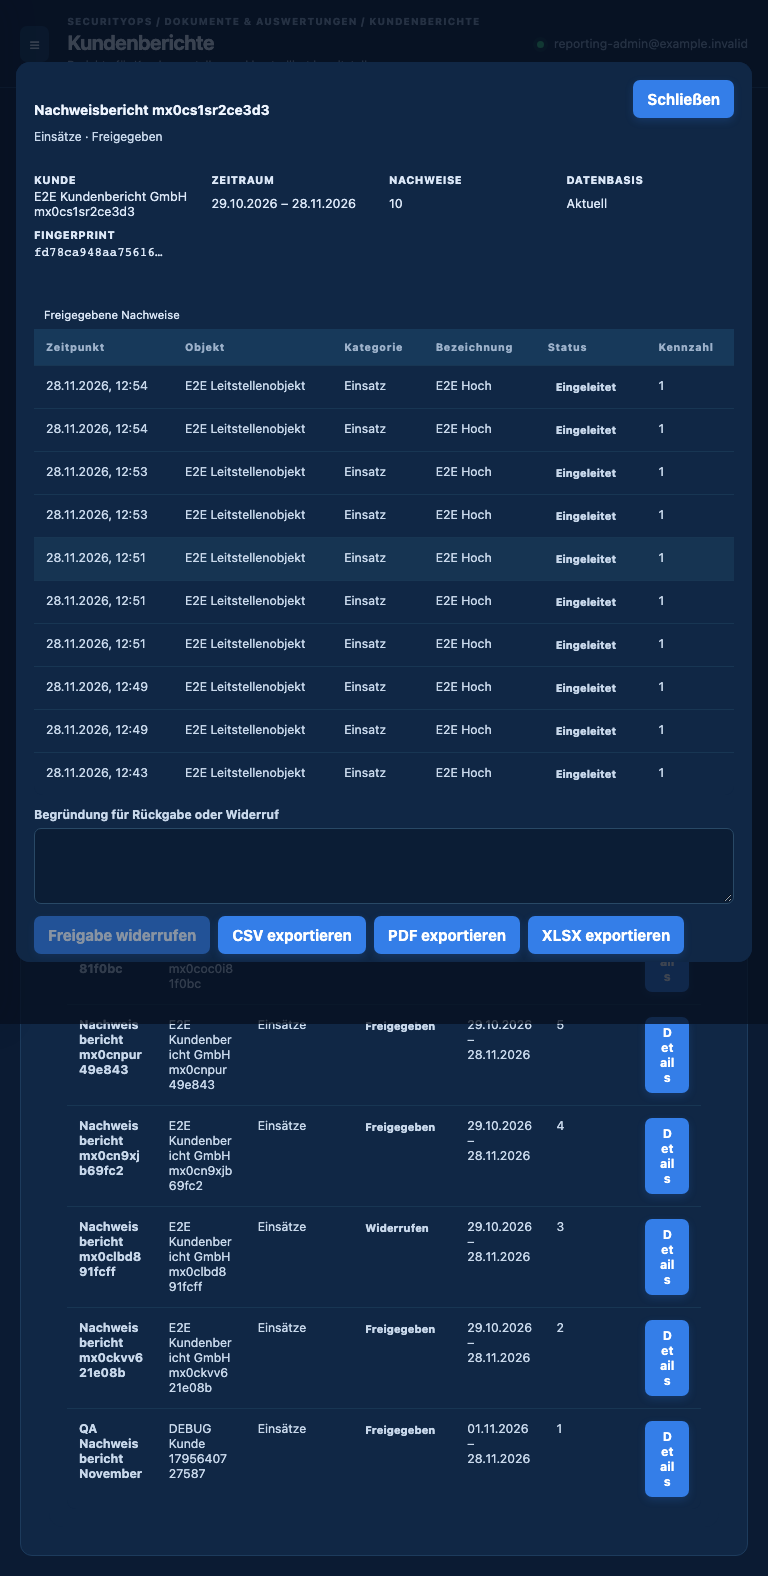 SECURITYOPS / DOKUMENTE & AUSWERTUNGEN / KUNDENBERICHTE
≡ Kundenberichte reporting-admin@example.invalid
Nachweisbericht mx0cs1sr2ce3d3 Schließen
Einsätze · Freigegeben
KUNDE ZEITRAUM NACHWEISE DATENBASIS
E2E Kundenbericht GmbH
mx0cs1sr2ce3d3 29.10.2026 – 28.11.2026 10 Aktuell
FINGERPRINT
fd78ca948aa75616…
Freigegebene Nachweise
Zeitpunkt Objekt Kategorie Bezeichnung Status Kennzahl
28.11.2026, 12:54 E2E Leitstellenobjekt Einsatz E2E Hoch Eingeleitet 1
28.11.2026, 12:54 E2E Leitstellenobjekt Einsatz E2E Hoch Eingeleitet 1
28.11.2026, 12:53 E2E Leitstellenobjekt Einsatz E2E Hoch Eingeleitet 1
28.11.2026, 12:53 E2E Leitstellenobjekt Einsatz E2E Hoch Eingeleitet 1
28.11.2026, 12:51 E2E Leitstellenobjekt Einsatz E2E Hoch Eingeleitet 1
28.11.2026, 12:51 E2E Leitstellenobjekt Einsatz E2E Hoch Eingeleitet 1
28.11.2026, 12:51 E2E Leitstellenobjekt Einsatz E2E Hoch Eingeleitet 1
28.11.2026, 12:49 E2E Leitstellenobjekt Einsatz E2E Hoch Eingeleitet 1
28.11.2026, 12:49 E2E Leitstellenobjekt Einsatz E2E Hoch Eingeleitet 1
28.11.2026, 12:43 E2E Leitstellenobjekt Einsatz E2E Hoch Eingeleitet 1
Begründung für Rückgabe oder Widerruf
Freigabe widerrufen CSV exportieren PDF exportieren XLSX exportieren
81f0bc mx0coc0i8 ail
1f0bc s
Nachweis E2E Einsätze Freigegeben 29.10.2026 5 D
bericht Kundenber – et
mx0cnpur icht GmbH 28.11.2026 ail
49e843 mx0cnpur s
49e843
Nachweis E2E Einsätze Freigegeben 29.10.2026 4 D
bericht Kundenber – et
mx0cn9xj icht GmbH 28.11.2026 ail
b69fc2 mx0cn9xjb s
69fc2
Nachweis E2E Einsätze Widerrufen 29.10.2026 3 D
bericht Kundenber – et
mx0clbd8 icht GmbH 28.11.2026 ail
91fcff mx0clbd8 s
91fcff
Nachweis E2E Einsätze Freigegeben 29.10.2026 2 D
bericht Kundenber – et
mx0ckvv6 icht GmbH 28.11.2026 ail
21e08b mx0ckvv6 s
21e08b
QA DEBUG Einsätze Freigegeben 01.11.2026 1 D
Nachweis Kunde – et
bericht 17956407 28.11.2026 ail
November 27587 s